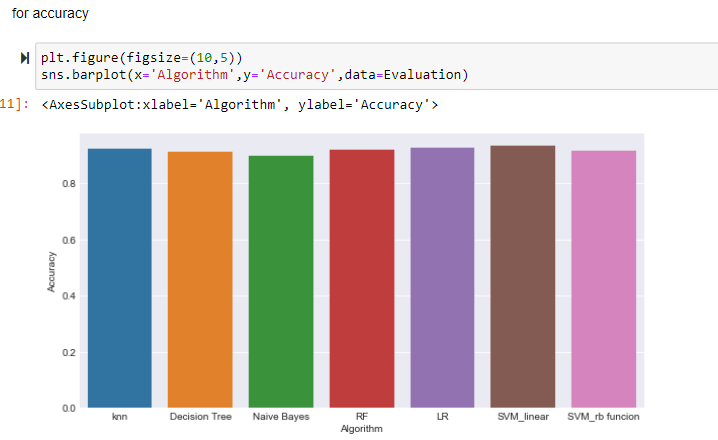 for accuracy
plt.figure(figsize=(10,5))
sns.barplot(x='Algorithm',y='Accuracy',data=Evaluation)
11]: <AxesSubplot:xlabel='Algorithm', ylabel='Accuracy'>
0.8
0.6
0.4
0.2
0.0
Accuracy
knn Decision Tree Naive Bayes RF LR SVM_linear SVM_rb funcion
Algorithm